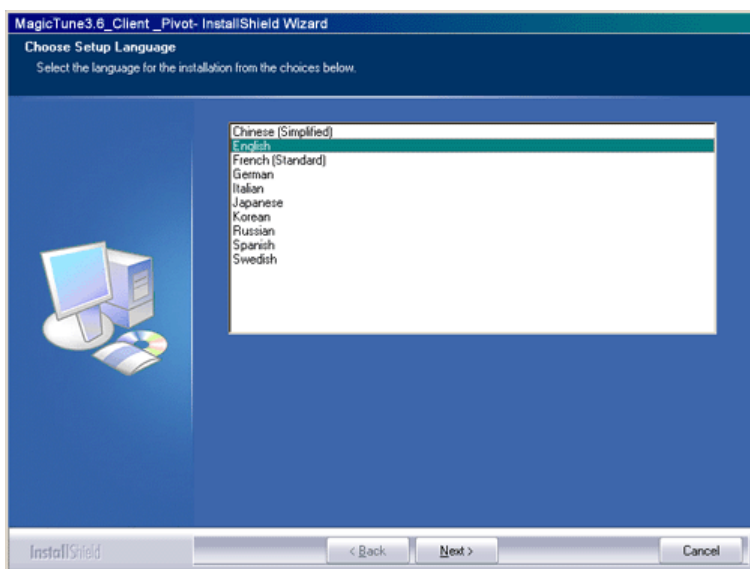 MagicTune3.6_Client _Pivot- InstallShield Wizard
Choose Setup Language
Select the language for the installation from the choices below.
Chinese (Simplified)
English
French (Standard)
German
Italian
Japanese
Korean
Russian
Spanish
Swedish
InstallShield
< Back
Next >
Cancel